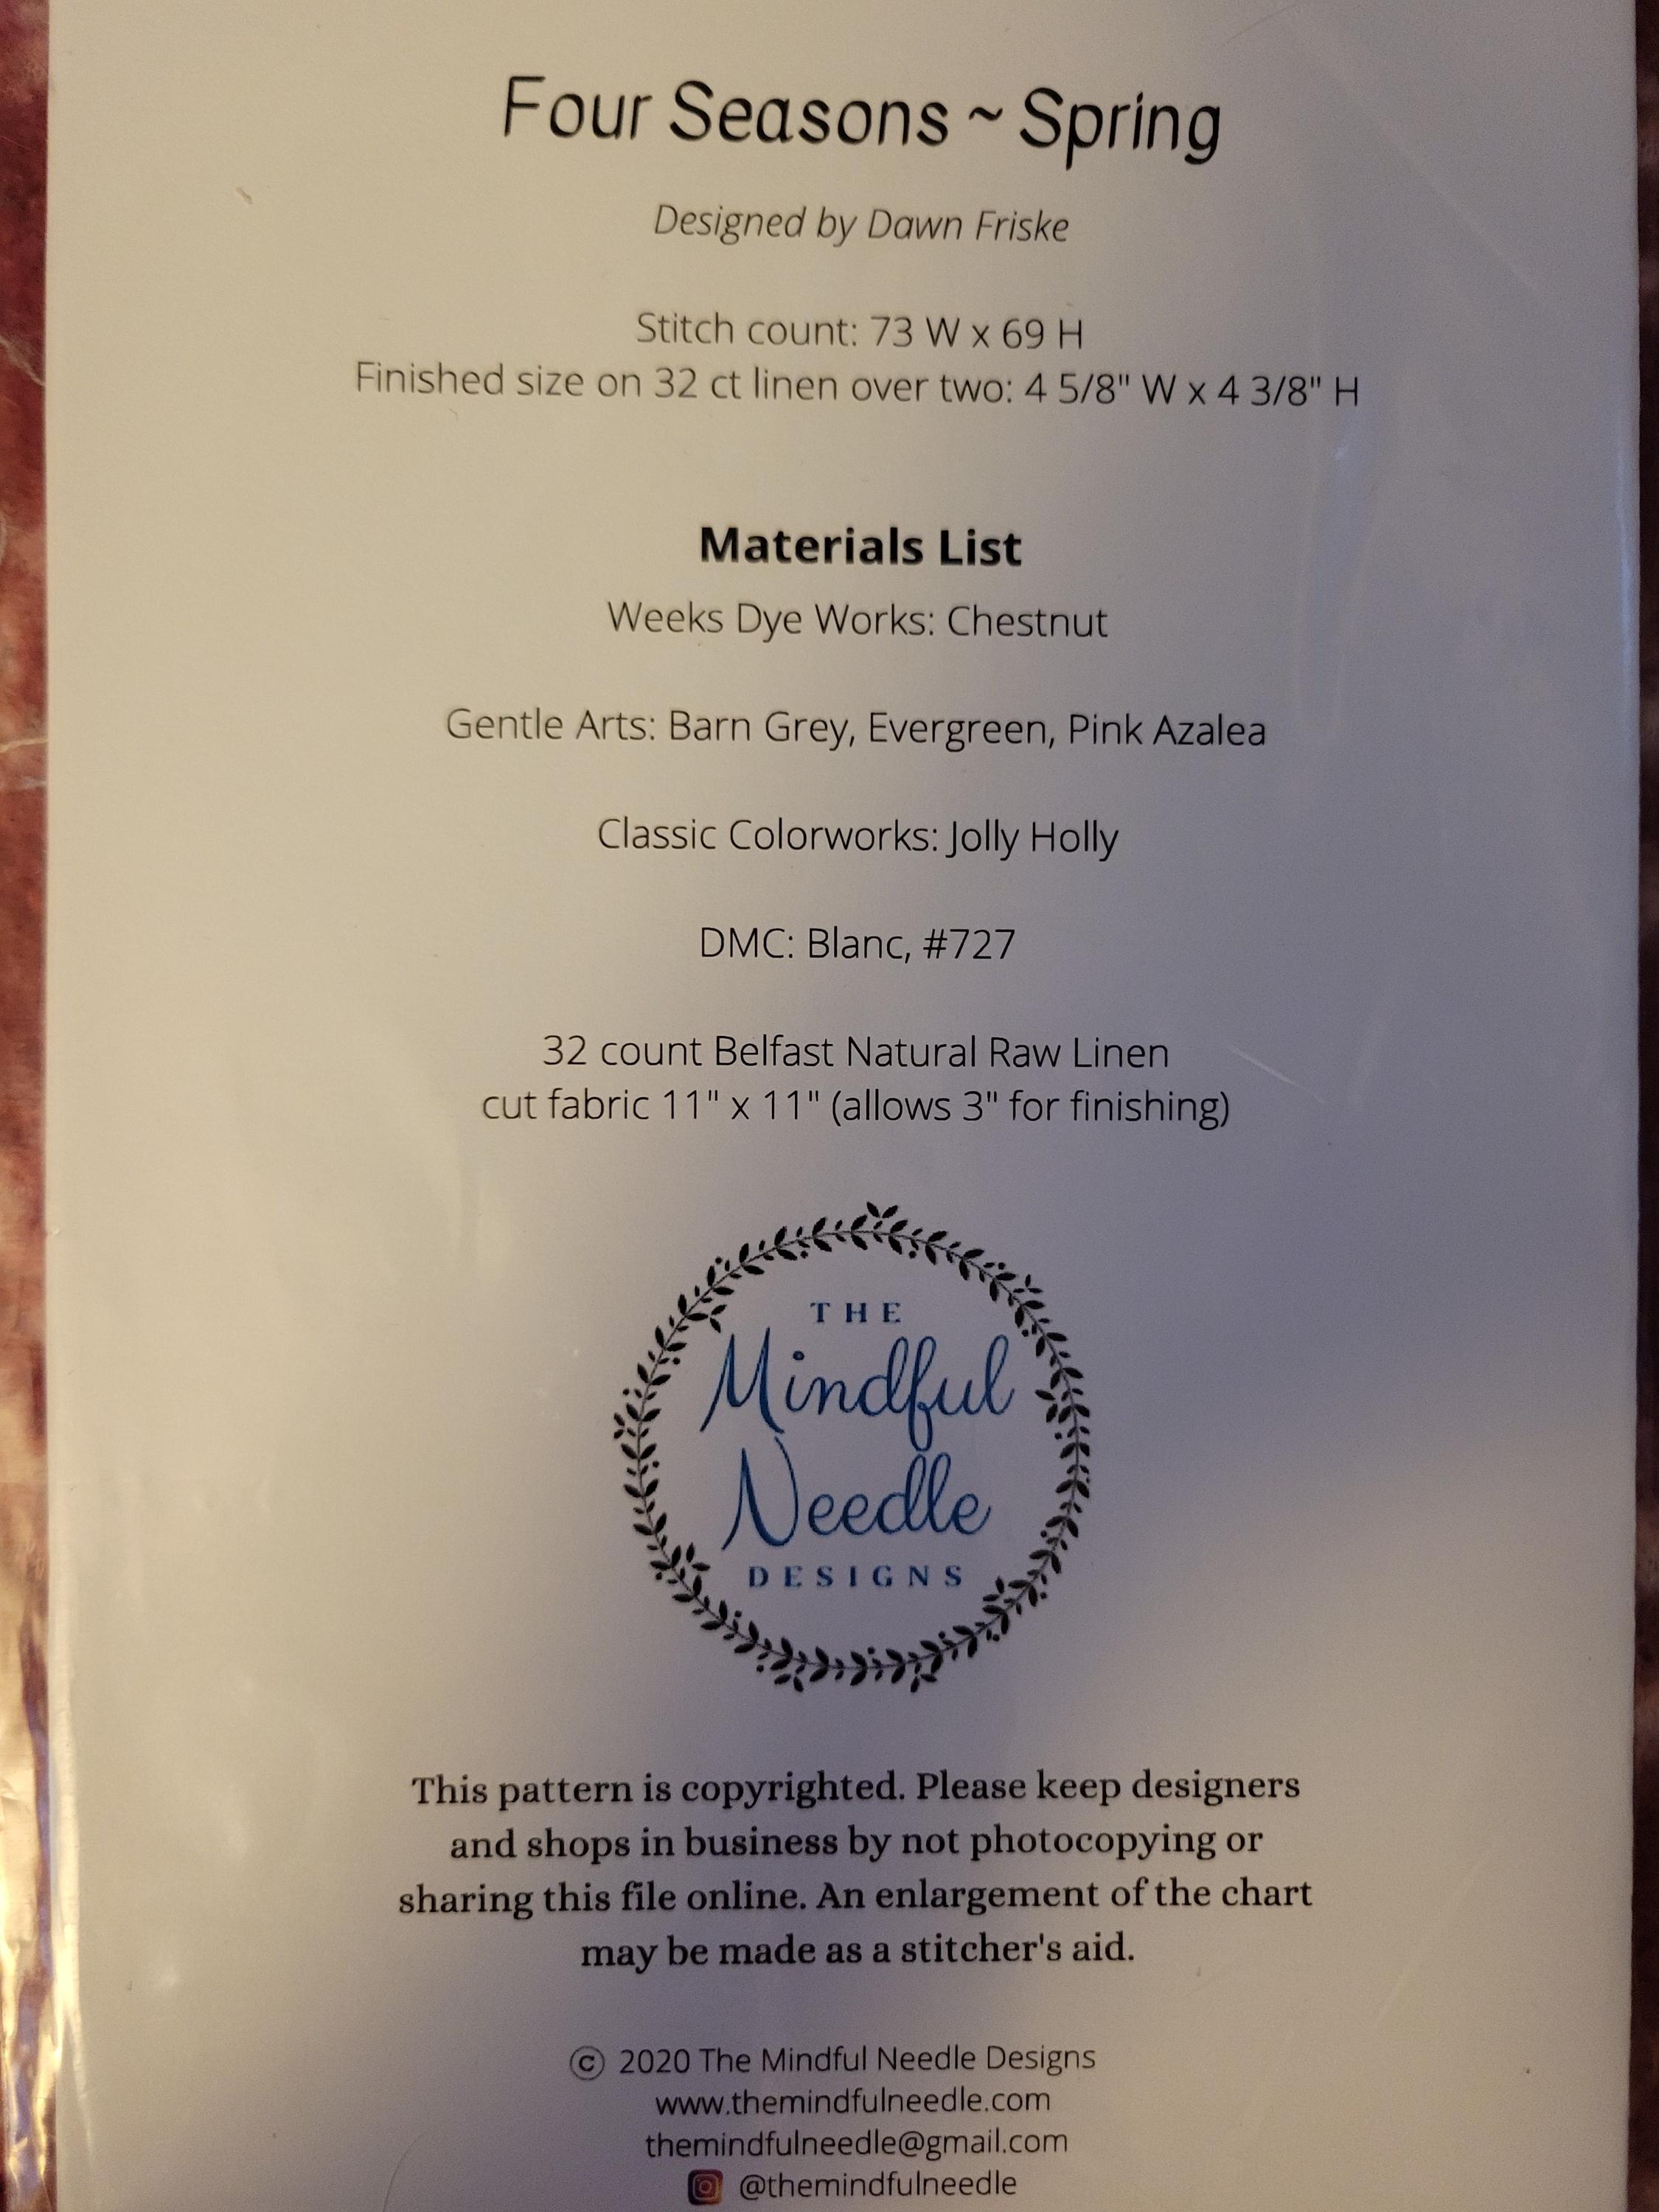 Four Seasons ~ Spring
Designed by Dawn Friske
Stitch count: 73 W x 69 H
Finished size on 32 ct linen over two: 4 5/8" W x 4 3/8" H
Materials List
Weeks Dye Works: Chestnut
Gentle Arts: Barn Grey, Evergreen, Pink Azalea
Classic Colorworks: Jolly Holly
DMC: Blanc, #727
32 count Belfast Natural Raw Linen
cut fabric 11" x 11" (allows 3" for finishing)
THE
Mindful
Needle
DESIGNS
This pattern is copyrighted. Please keep designers
and shops in business by not photocopying or
sharing this file online. An enlargement of the chart
may be made as a stitcher's aid.
© 2020 The Mindful Needle Designs
www.themindfulneedle.com
themindfulneedle@gmail.com
@themindfulneedle